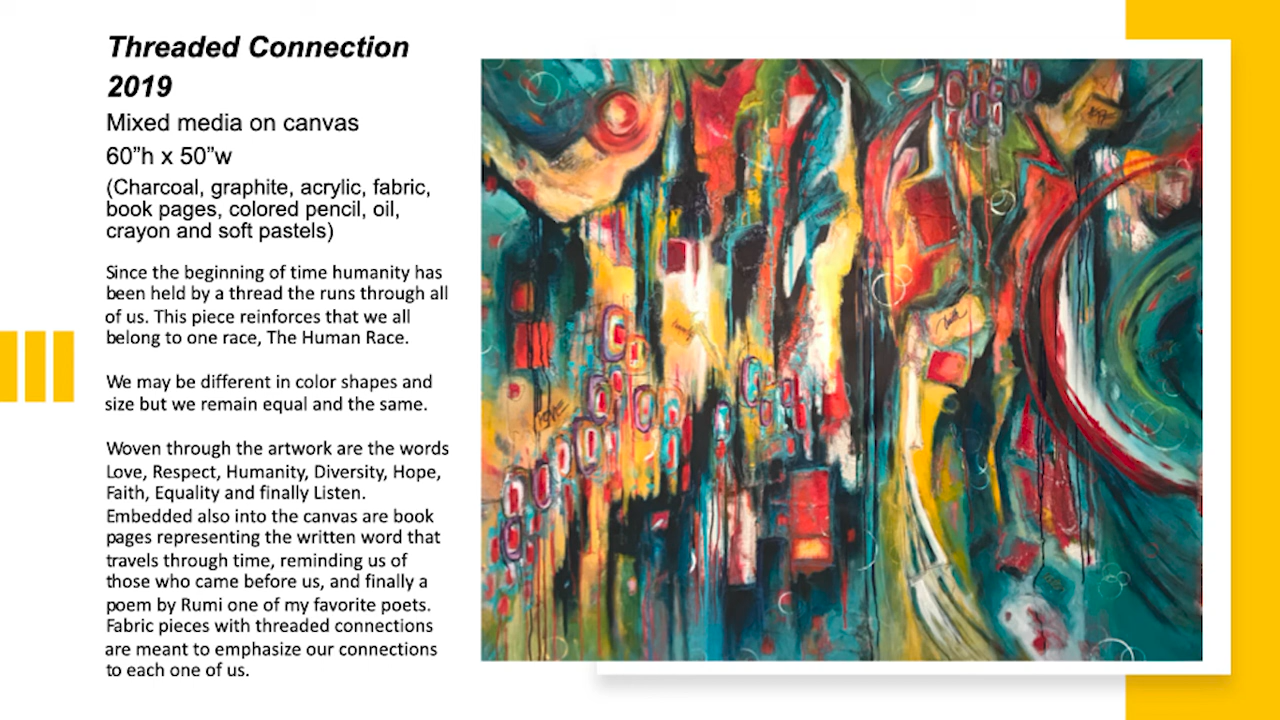 Threaded Connection
2019
Mixed media on canvas
60”h x 50”w
(Charcoal, graphite, acrylic, fabric,
book pages, colored pencil, oil,
crayon and soft pastels)
Since the beginning of time humanity has
been held by a thread the runs through all
of us. This piece reinforces that we all
belong to one race, The Human Race.
We may be different in color shapes and
size but we remain equal and the same.
Woven through the artwork are the words
Love, Respect, Humanity, Diversity, Hope,
Faith, Equality and finally Listen.
Embedded also into the canvas are book
pages representing the written word that
travels through time, reminding us of
those who came before us, and finally a
poem by Rumi one of my favorite poets.
Fabric pieces with threaded connections
are meant to emphasize our connections
to each one of us.